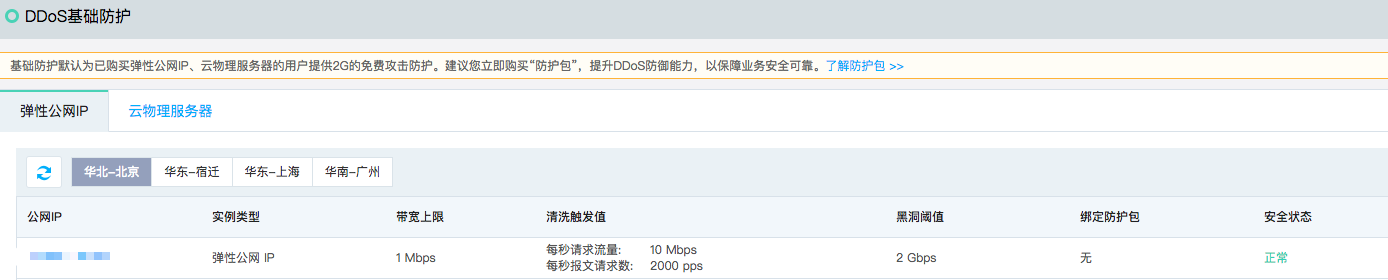 DDoS基础防护
基础防护默认为已购买弹性公网IP、云物理服务器的用户提供2G的免费攻击防护。建议您立即购买“防护包”，提升DDoS防御能力，以保障业务安全可靠。了解防护包 >>
弹性公网IP 云物理服务器
华北-北京 华东-宿迁 华东-上海 华南-广州
公网IP 实例类型 带宽上限 清洗触发值 黑洞阈值 绑定防护包 安全状态
弹性公网 IP 1 Mbps 每秒请求流量: 10 Mbps 2 Gbps 无 正常
每秒报文请求数: 2000 pps